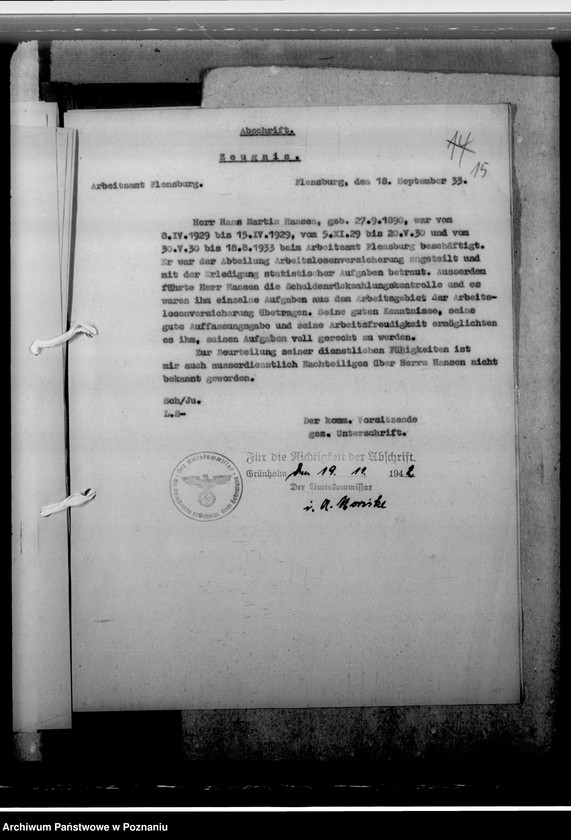 Abschrift.
14
15
Zeugnis.
Arbeitsamt Flensburg. Flensburg, den 18. September 33.
Herr Hans Martin Hansen, geb. 27.9.1890, war vom
8.IV.1929 bis 15.IV.1929, vom 5.XI.29 bis 20.V.30 und vom
30.V.30 bis 18.8.1933 beim Arbeitsamt Flensburg beschäftigt.
Er war der Abteilung Arbeitslosenversicherung zugeteilt und
mit der Erledigung statistischer Aufgaben betraut. Ausserdem
führte Herr Hansen die Schuldenrückzahlungskontrolle und es
waren ihm einzelne Aufgaben aus dem Arbeitsgebiet der Arbeits-
losenversicherung übertragen. Seine guten Kenntnisse, seine
gute Auffassungsgabe und seine Arbeitsfreudigkeit ermöglichten
es ihm, seinen Aufgaben voll gerecht zu werden.
Zur Beurteilung seiner dienstlichen Fähigkeiten ist
mir auch ausserdienstlich Nachteiliges über Herrn Hansen nicht
bekannt geworden.
Sch/Ju.
L.S-
Der komm. Vorsitzende
gez. Unterschrift.
Für die Richtigkeit der Abschrift.
Grünholm, den 19. 11. 1942
Der Amtskommissar
i. A.
Der Amtskommissar
Archiwum Państwowe w Poznaniu